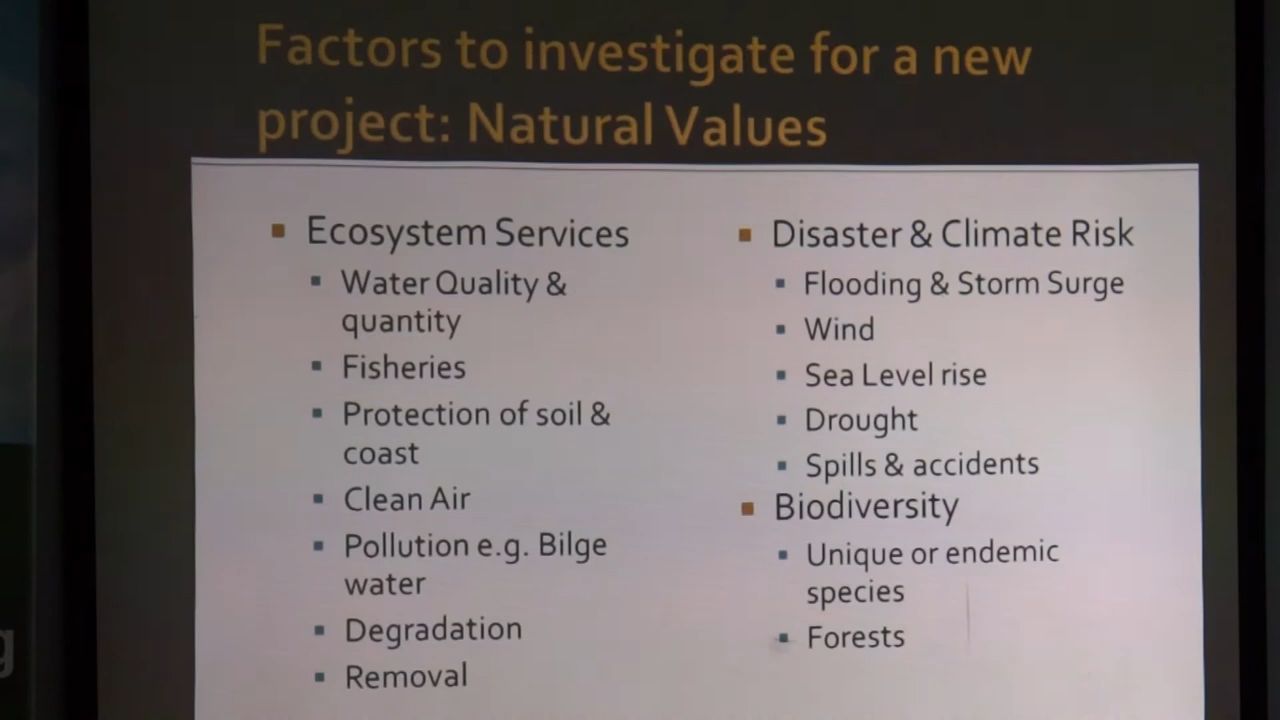 Factors to investigate for a new
project: Natural Values
Ecosystem Services
Water Quality &
quantity
Fisheries
Protection of soil &
coast
Clean Air
Pollution e.g. Bilge
water
Degradation
Removal
Disaster & Climate Risk
Flooding & Storm Surge
Wind
Sea Level rise
Drought
Spills & accidents
Biodiversity
Unique or endemic
species
Forests
g